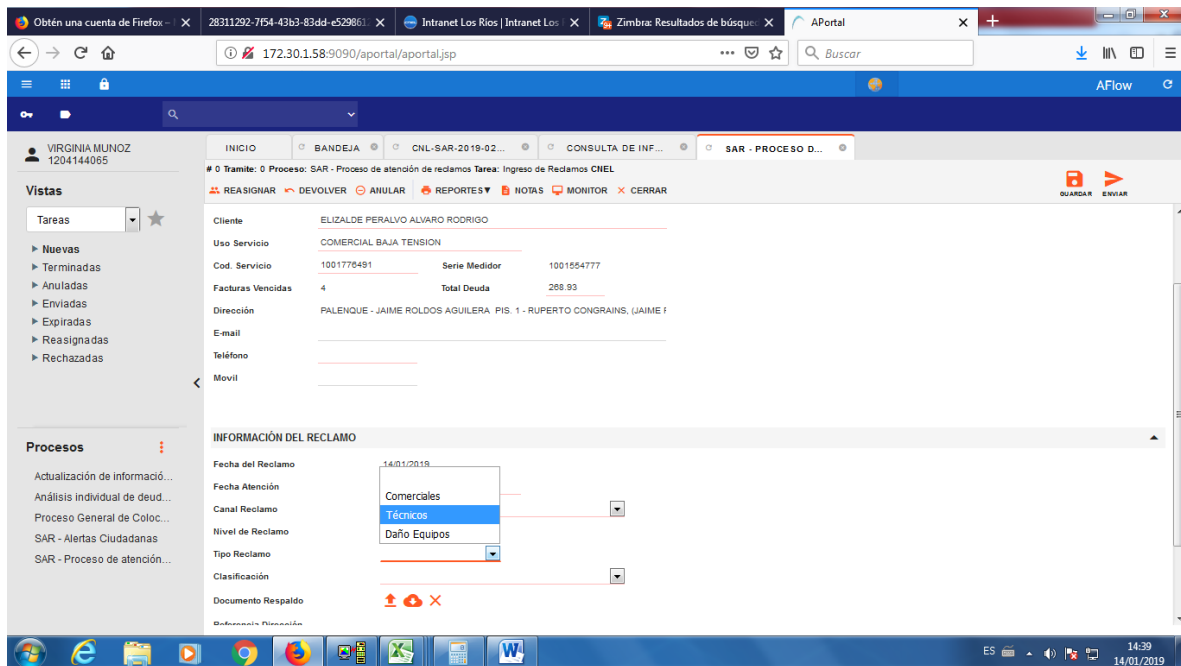 Obtén una cuenta de Firefox –
28311292-7f54-43b3-83dd-e529861
Intranet Los Ríos | Intranet Los
Zimbra: Resultados de búsque
APortal
172.30.1.58:9090/aportal/aportal.jsp
Buscar
AFlow
VIRGINIA MUNOZ
1204144065
INICIO
BANDEJA
CNL-SAR-2019-02...
CONSULTA DE INF...
SAR - PROCESO D...
# 0 Tramite: 0 Proceso: SAR - Proceso de atención de reclamos Tarea: Ingreso de Reclamos CNEL
REASIGNAR DEVOLVER ANULAR REPORTES▼ NOTAS MONITOR CERRAR
GUARDAR ENVIAR
Vistas
Tareas
Nuevas
Terminadas
Anuladas
Enviadas
Expiradas
Reasignadas
Rechazadas
Procesos
Actualización de informació...
Análisis individual de deud...
Proceso General de Coloc...
SAR - Alertas Ciudadanas
SAR - Proceso de atención...
Cliente ELIZALDE PERALVO ALVARO RODRIGO
Uso Servicio COMERCIAL BAJA TENSION
Cod. Servicio 1001776491 Serie Medidor 1001554777
Facturas Vencidas 4 Total Deuda 268.93
Dirección PALENQUE - JAIME ROLDOS AGUILERA PIS. 1 - RUPERTO CONGRAINS, (JAIME
E-mail
Teléfono
Movil
INFORMACIÓN DEL RECLAMO
Fecha del Reclamo 14/01/2019
Fecha Atención
Comerciales
Canal Reclamo
Técnicos
Nivel de Reclamo
Daño Equipos
Tipo Reclamo
Clasificación
Documento Respaldo
Referencia Dirección
ES
14:39
14/01/2019